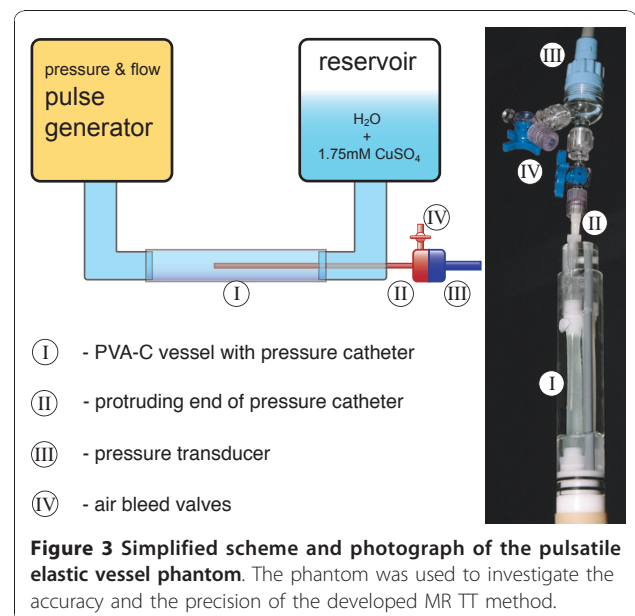 pressure & flow
pulse
generator
reservoir
H₂O
+
1.75mM CuSO₄
IV
I
II
III
I - PVA-C vessel with pressure catheter
II - protruding end of pressure catheter
III - pressure transducer
IV - air bleed valves
III
IV
II
I
Figure 3 Simplified scheme and photograph of the pulsatile
elastic vessel phantom. The phantom was used to investigate the
accuracy and the precision of the developed MR TT method.